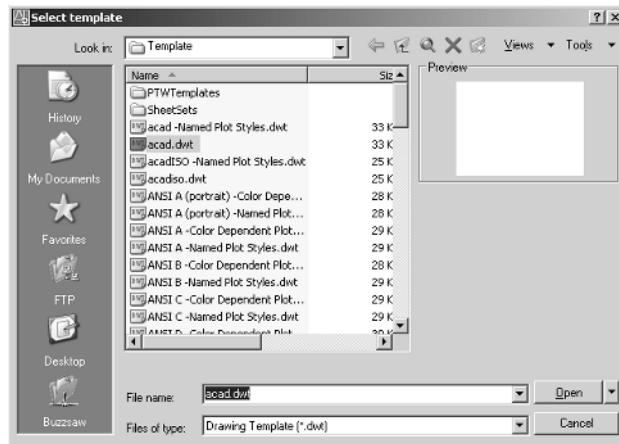 Select template
Look in: Template Views Tools
Name Siz Preview
PTWTemplates
SheetSets
acad -Named Plot Styles.dwt 33 K
acad.dwt 33 K
acadISO -Named Plot Styles.dwt 25 K
acadiso.dwt 25 K
ANSI A (portrait) -Color Depe... 28 K
ANSI A (portrait) -Named Plot... 28 K
ANSI A -Color Dependent Plot... 29 K
ANSI A -Named Plot Styles.dwt 29 K
ANSI B -Color Dependent Plot... 28 K
ANSI B -Named Plot Styles.dwt 29 K
ANSI C -Color Dependent Plot... 29 K
ANSI C -Named Plot Styles.dwt 29 K
ANSI D -Color Dependent Plot
History
My Documents
Favorites
FTP
Desktop
Buzzsaw
File name: acad.dwt Open
Files of type: Drawing Template (*.dwt) Cancel